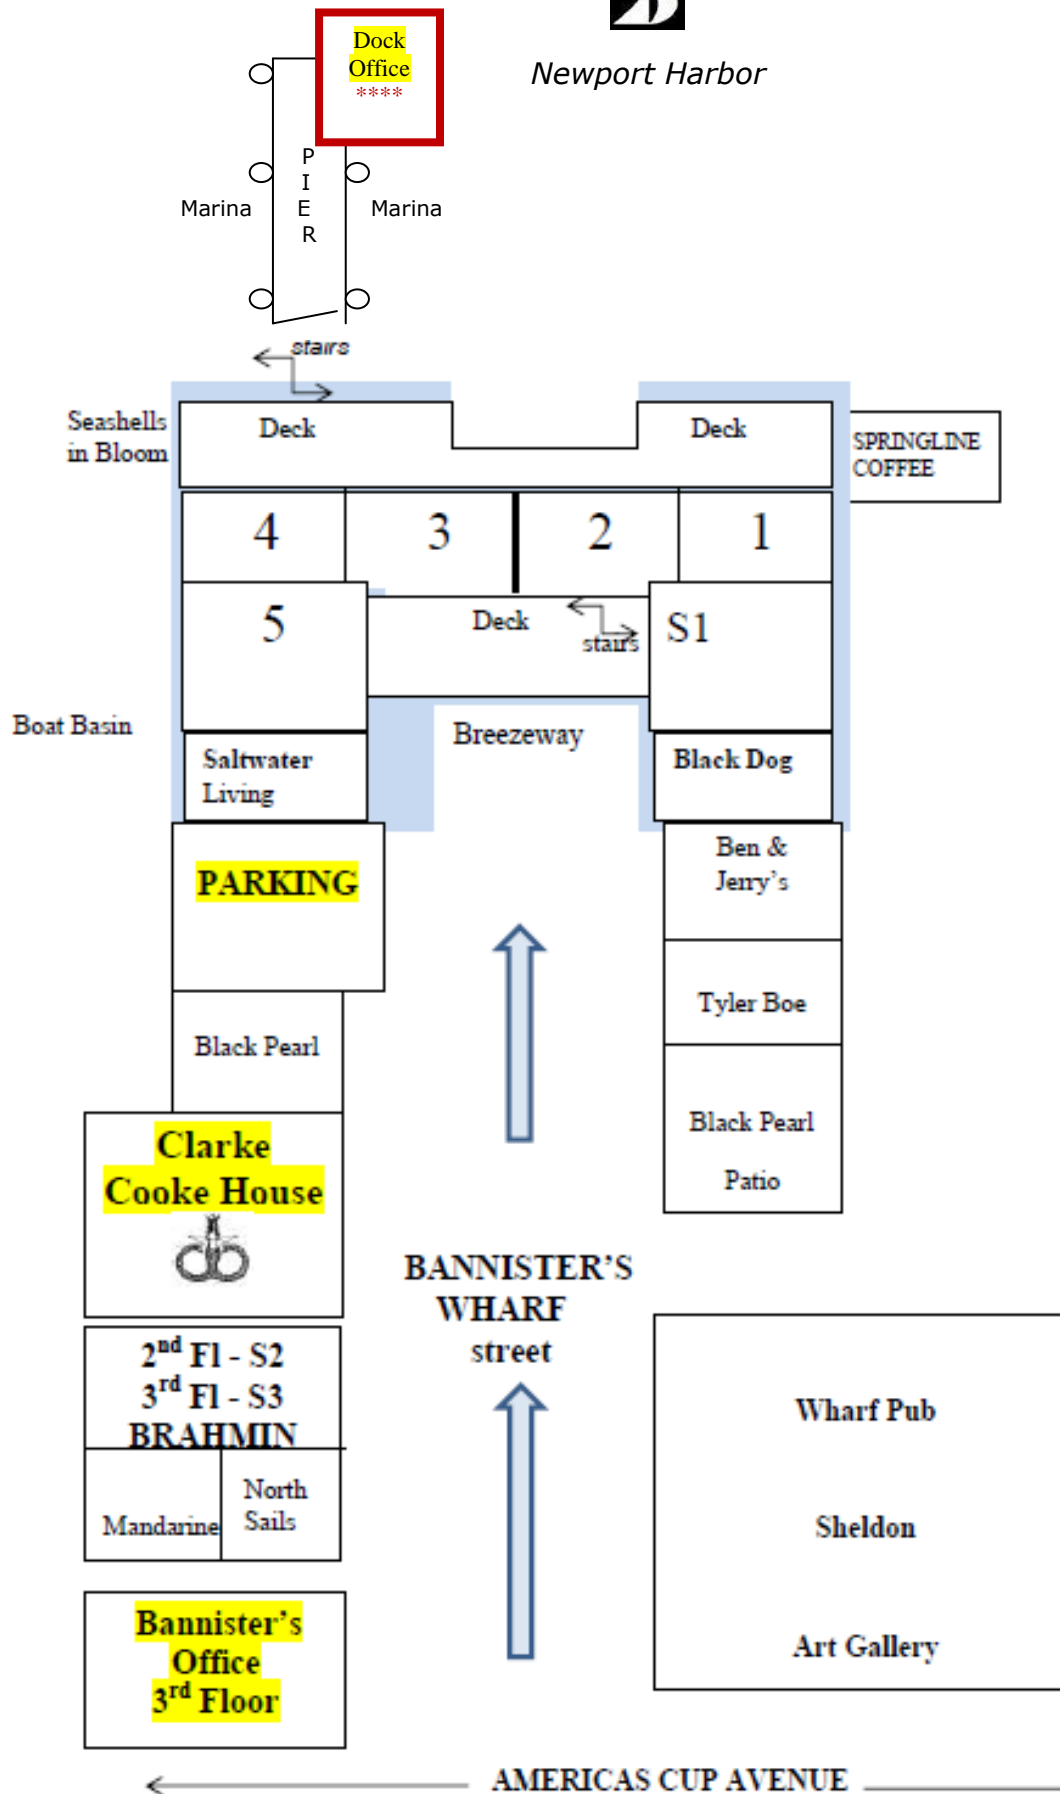 Dock
Office
****
Newport Harbor
P
I
E
R
Marina
Marina
stairs
Seashells
in Bloom
Deck
Deck
SPRINGLINE
COFFEE
4
3
2
1
5
Deck
stairs
S1
Boat Basin
Breezeway
Saltwater
Living
Black Dog
PARKING
Ben &
Jerry's
Tyler Boe
Black Pearl
Black Pearl
Patio
Clarke
Cooke House
BANNISTER'S
WHARF
street
2nd Fl - S2
3rd Fl - S3
BRAHMIN
Mandarine
North
Sails
Wharf Pub
Sheldon
Art Gallery
Bannister's
Office
3rd Floor
AMERICAS CUP AVENUE